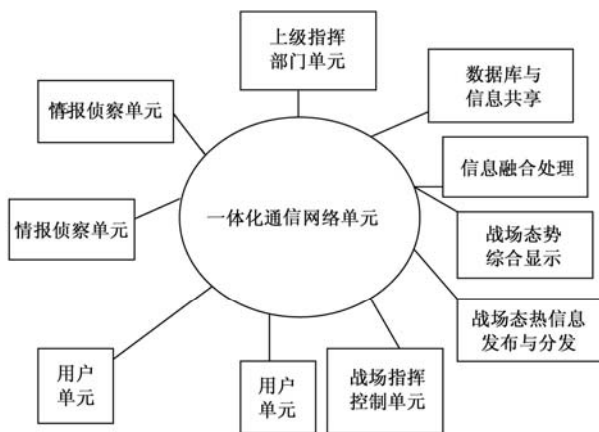 上级指挥
部门单元
数据库与
信息共享
情报侦察单元
信息融合处理
一体化通信网络单元
情报侦察单元
战场态势
综合显示
战场态热信息
发布与分发
用户
单元
用户
单元
战场指挥
控制单元